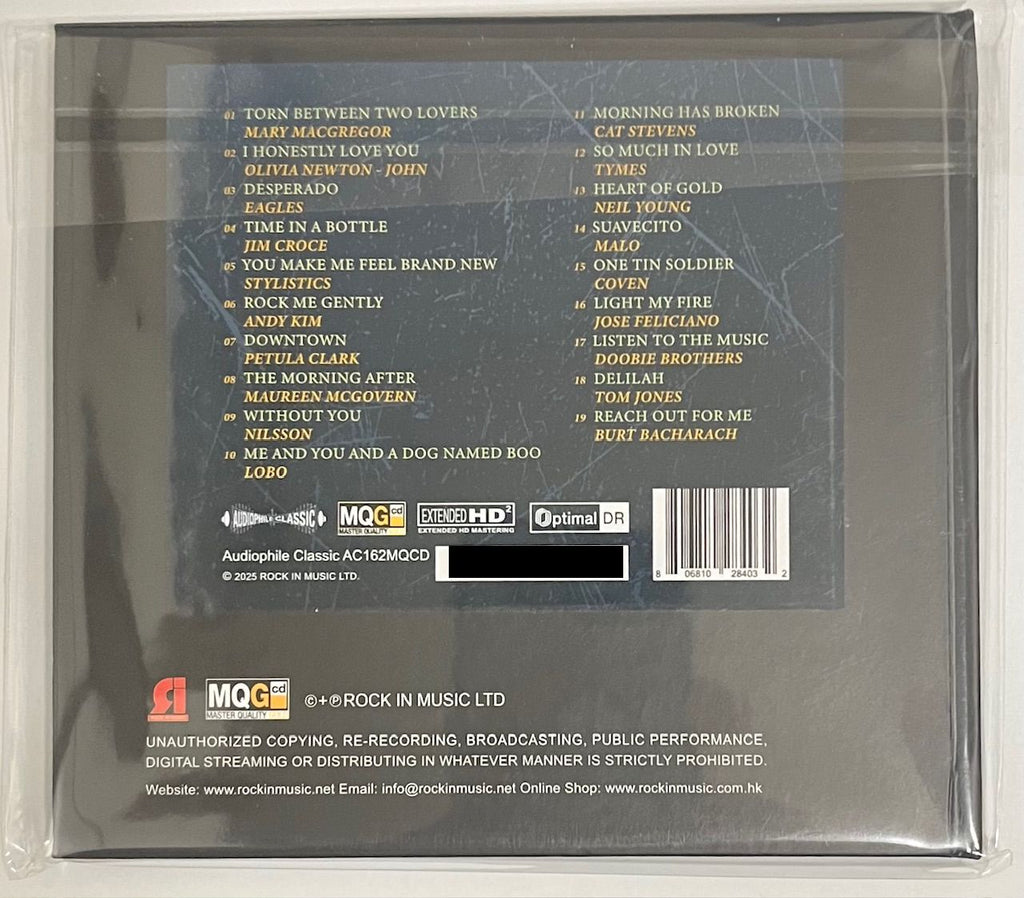 01 TORN BETWEEN TWO LOVERS
MARY MACGREGOR
02 I HONESTLY LOVE YOU
OLIVIA NEWTON - JOHN
03 DESPERADO
EAGLES
04 TIME IN A BOTTLE
JIM CROCE
05 YOU MAKE ME FEEL BRAND NEW
STYLISTICS
06 ROCK ME GENTLY
ANDY KIM
07 DOWNTOWN
PETULA CLARK
08 THE MORNING AFTER
MAUREEN MCGOVERN
09 WITHOUT YOU
NILSSON
10 ME AND YOU AND A DOG NAMED BOO
LOBO
11 MORNING HAS BROKEN
CAT STEVENS
12 SO MUCH IN LOVE
TYMES
13 HEART OF GOLD
NEIL YOUNG
14 SUAVECITO
MALO
15 ONE TIN SOLDIER
COVEN
16 LIGHT MY FIRE
JOSE FELICIANO
17 LISTEN TO THE MUSIC
DOOBIE BROTHERS
18 DELILAH
TOM JONES
19 REACH OUT FOR ME
BURT BACHARACH
AUDIOPHILE CLASSIC
MQG cd
MASTER QUALITY
EXTENDED HD²
EXTENDED HD MASTERING
Optimal DR
Audiophile Classic AC162MQCD
© 2025 ROCK IN MUSIC LTD.
8 06810 28403 2
MQG cd
MASTER QUALITY
©+℗ROCK IN MUSIC LTD
UNAUTHORIZED COPYING, RE-RECORDING, BROADCASTING, PUBLIC PERFORMANCE,
DIGITAL STREAMING OR DISTRIBUTING IN WHATEVER MANNER IS STRICTLY PROHIBITED.
Website: www.rockinmusic.net Email: info@rockinmusic.net Online Shop: www.rockinmusic.com.hk